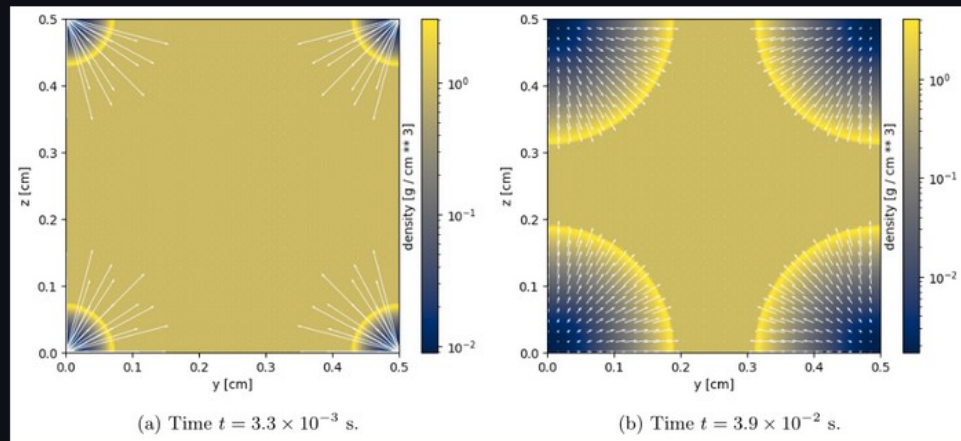 0.5
0.4
0.3
0.2
0.1
0.0
z [cm]
0.0 0.1 0.2 0.3 0.4 0.5
y [cm]
10⁰
10⁻¹
10⁻²
density [g / cm ** 3]
(a) Time t = 3.3 × 10⁻³ s.
0.5
0.4
0.3
0.2
0.1
0.0
z [cm]
0.0 0.1 0.2 0.3 0.4 0.5
y [cm]
10⁰
10⁻¹
10⁻²
density [g / cm ** 3]
(b) Time t = 3.9 × 10⁻² s.